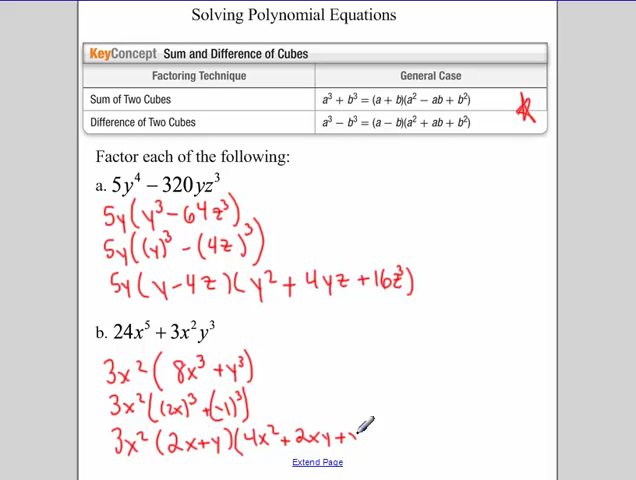 Solving Polynomial Equations
KeyConcept Sum and Difference of Cubes
Factoring Technique General Case
Sum of Two Cubes a³ + b³ = (a + b)(a² − ab + b²)
Difference of Two Cubes a³ − b³ = (a − b)(a² + ab + b²)
Factor each of the following:
a. 5y⁴ − 320yz³
5y(y³ − 64z³)
5y((y)³ − (4z)³)
5y(y − 4z)(y² + 4yz + 16z³)
b. 24x⁵ + 3x²y³
3x²(8x³ + y³)
3x²((2x)³ + (y)³)
3x²(2x + y)(4x² + 2xy +
Extend Page